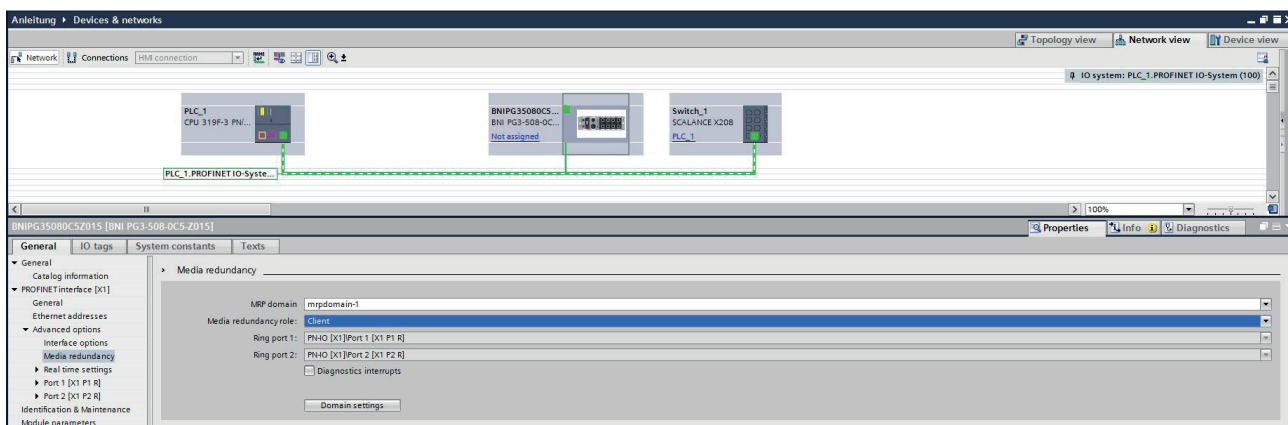 Anleitung ▸ Devices & networks
Topology view Network view Device view
Network Connections HMI connection
IO system: PLC_1.PROFINET IO-System (100)
PLC_1
CPU 319F-3 PN/...
BNIPG35080C5...
BNI PG3-508-0C...
Not assigned
Switch_1
SCALANCE X208
PLC_1
PLC_1.PROFINET IO-Syste...
100%
BNIPG35080C5Z015 [BNI PG3-508-0C5-Z015]
Properties Info Diagnostics
General IO tags System constants Texts
General
Catalog information
PROFINET interface [X1]
General
Ethernet addresses
Advanced options
Interface options
Media redundancy
Real time settings
Port 1 [X1 P1 R]
Port 2 [X1 P2 R]
Identification & Maintenance
Module parameters
Media redundancy
MRP domain mrpdomain-1
Media redundancy role: Client
Ring port 1: PN-IO [X1]\Port 1 [X1 P1 R]
Ring port 2: PN-IO [X1]\Port 2 [X1 P2 R]
Diagnostics interrupts
Domain settings